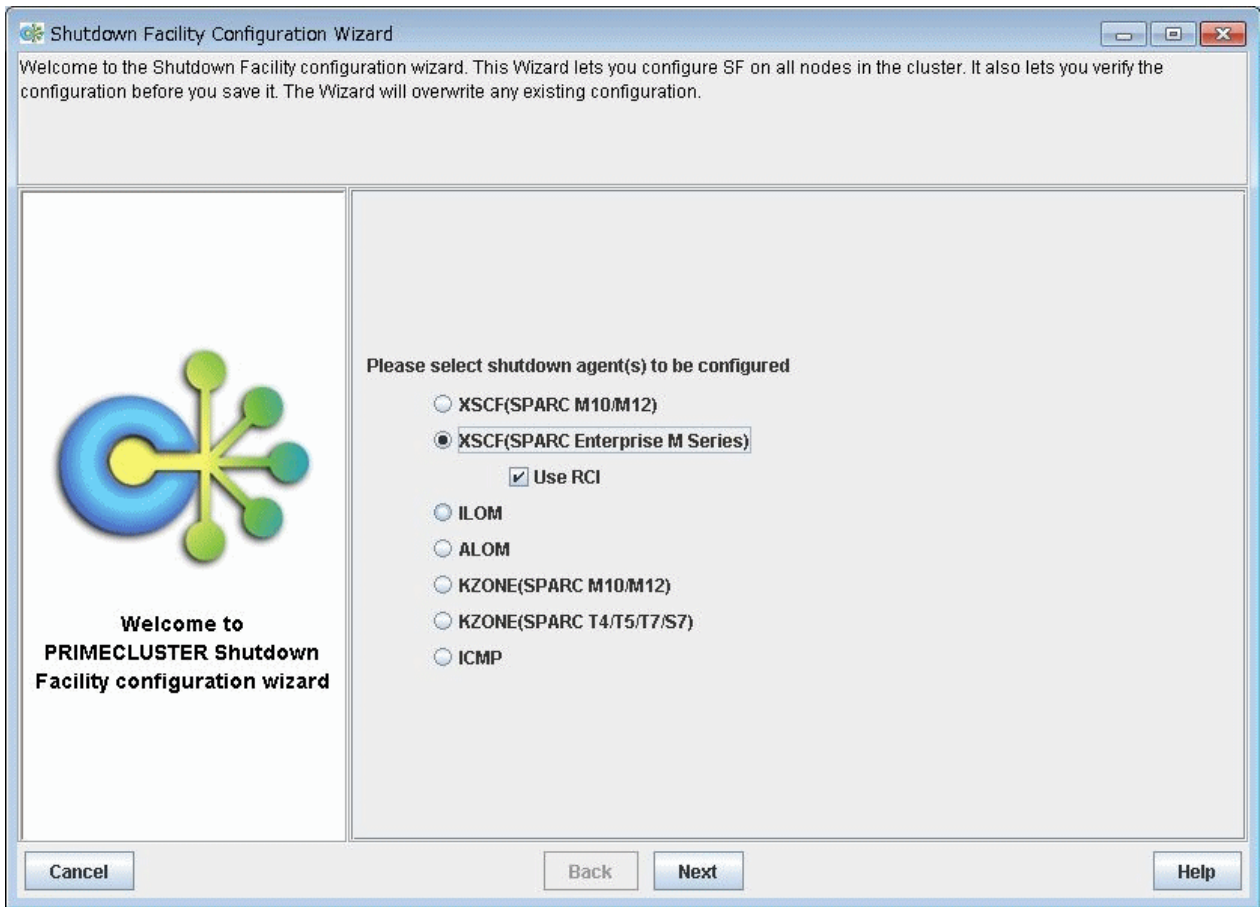 Shutdown Facility Configuration Wizard
Welcome to the Shutdown Facility configuration wizard. This Wizard lets you configure SF on all nodes in the cluster. It also lets you verify the
configuration before you save it. The Wizard will overwrite any existing configuration.
Welcome to
PRIMECLUSTER Shutdown
Facility configuration wizard
Please select shutdown agent(s) to be configured
XSCF(SPARC M10/M12)
XSCF(SPARC Enterprise M Series)
Use RCI
ILOM
ALOM
KZONE(SPARC M10/M12)
KZONE(SPARC T4/T5/T7/S7)
ICMP
Cancel
Back
Next
Help